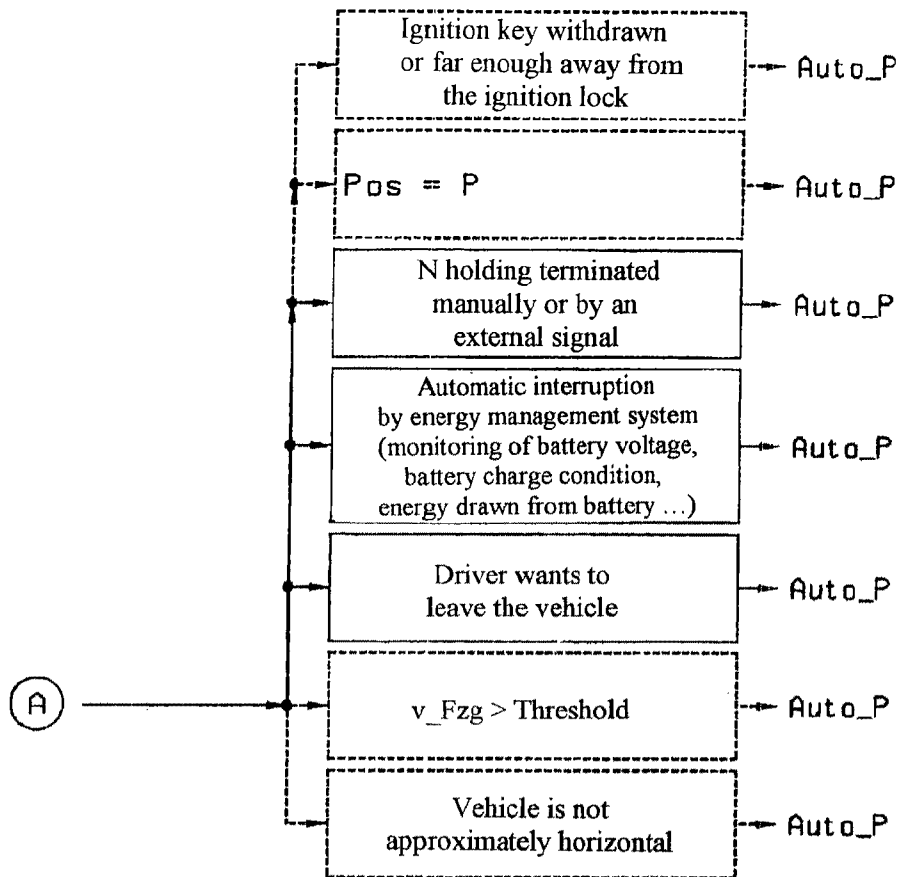 Ignition key withdrawn
or far enough away from
the ignition lock
Auto_P
Pos = P
Auto_P
N holding terminated
manually or by an
external signal
Auto_P
Automatic interruption
by energy management system
(monitoring of battery voltage,
battery charge condition,
energy drawn from battery ...)
Auto_P
Driver wants to
leave the vehicle
Auto_P
A
v_Fzg > Threshold
Auto_P
Vehicle is not
approximately horizontal
Auto_P